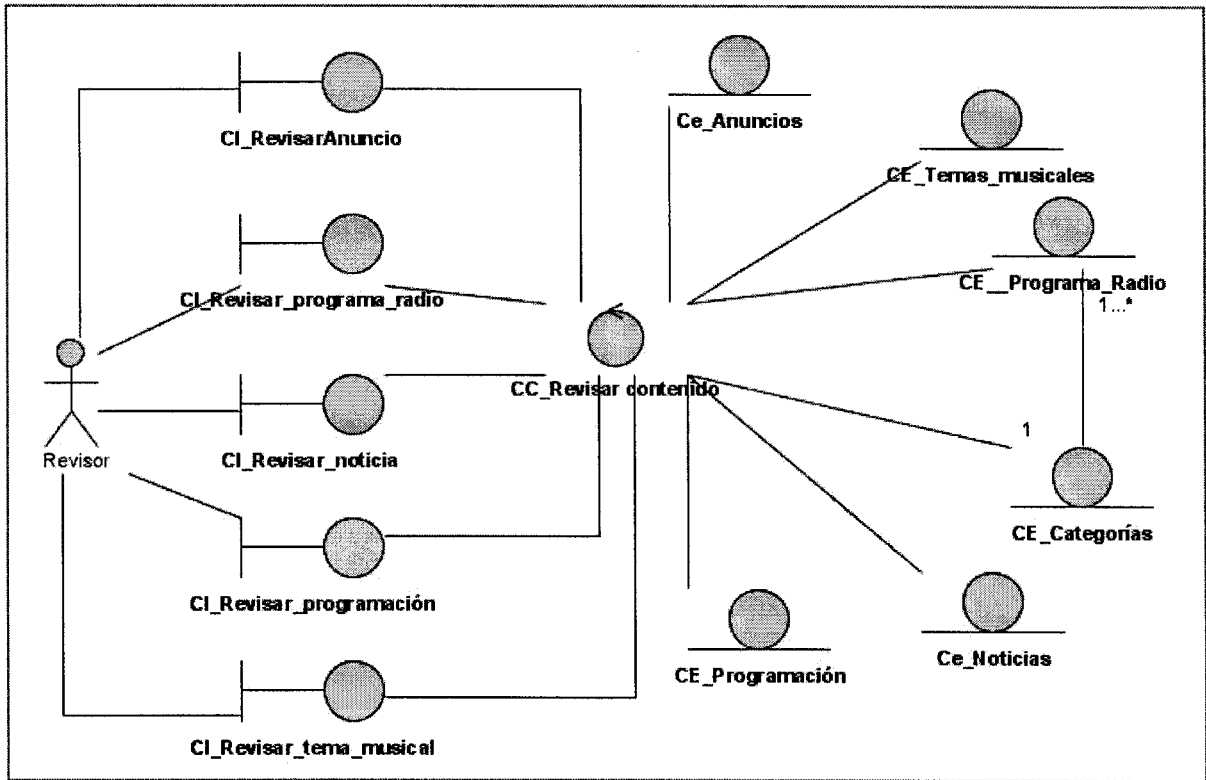 Ce_Anuncios
CI_RevisarAnuncio
CE_Temas_musicales
CI_Revisar_programa_radio
CE__Programa_Radio
1...*
CC_Revisar contenido
1
Revisor
CI_Revisar_noticia
CE_Categorías
CI_Revisar_programación
Ce_Noticias
CE_Programación
CI_Revisar_tema_musical